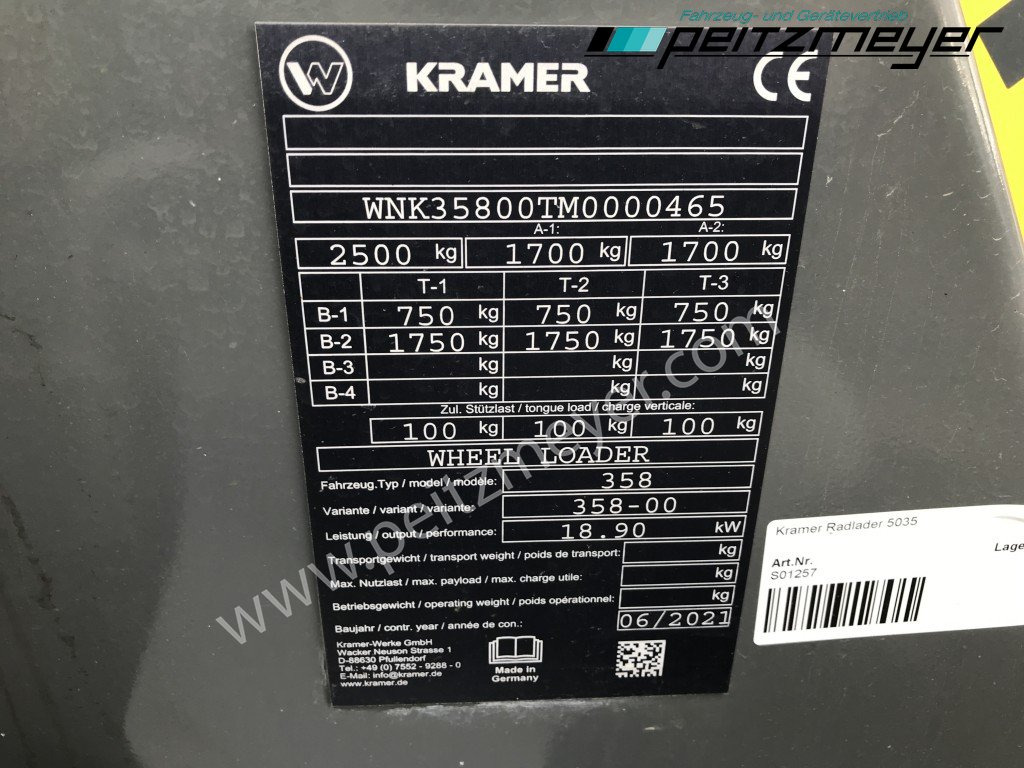 Fahrzeug- und Gerätevertrieb
peitzmeyer
W KRAMER CE
WNK35800TM0000465
A-1: A-2:
2500 kg 1700 kg 1700 kg
T-1 T-2 T-3
B-1 750 kg 750 kg 750 kg
B-2 1750 kg 1750 kg 1750 kg
B-3 kg kg kg
B-4 kg kg kg
Zul. Stützlast / tongue load / charge verticale:
100 kg 100 kg 100 kg
WHEEL LOADER
Fahrzeug.Typ / model / modèle: 358
Variante / variant / variante: 358-00
Leistung / output / performance: 18.90 kW
Transportgewicht / transport weight / poids de transport: kg
Max. Nutzlast / max. payload / max. charge utile: kg
Betriebsgewicht / operating weight / poids opérationnel: kg
Baujahr / contr. year / année de con.: 06/2021
Kramer-Werke GmbH
Wacker Neuson Strasse 1
D-88630 Pfullendorf
Tel.: +49 (0) 7552 - 9288 - 0
E-Mail: info@kramer.de
www.kramer.de
Made in
Germany
Kramer Radlader 5035
Lage
Art.Nr.
S01257
www.peitzmeyer.com